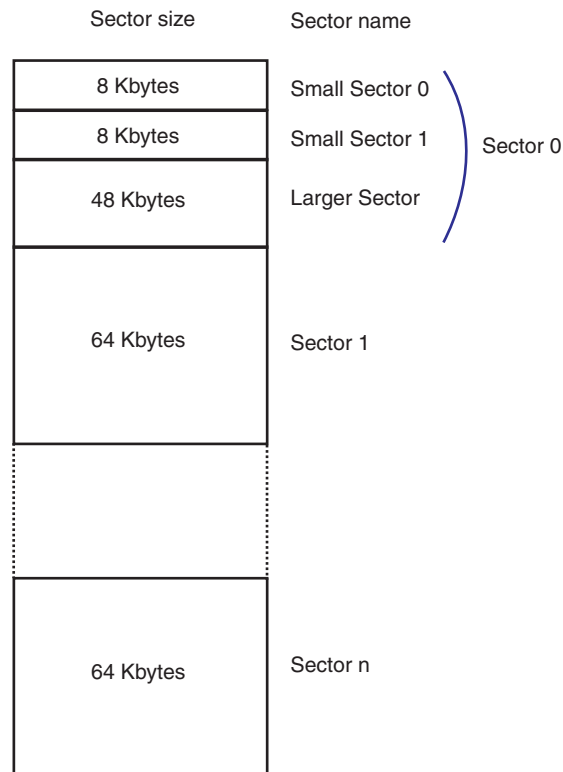 Sector size Sector name
8 Kbytes Small Sector 0
8 Kbytes Small Sector 1 Sector 0
48 Kbytes Larger Sector
64 Kbytes Sector 1
64 Kbytes Sector n